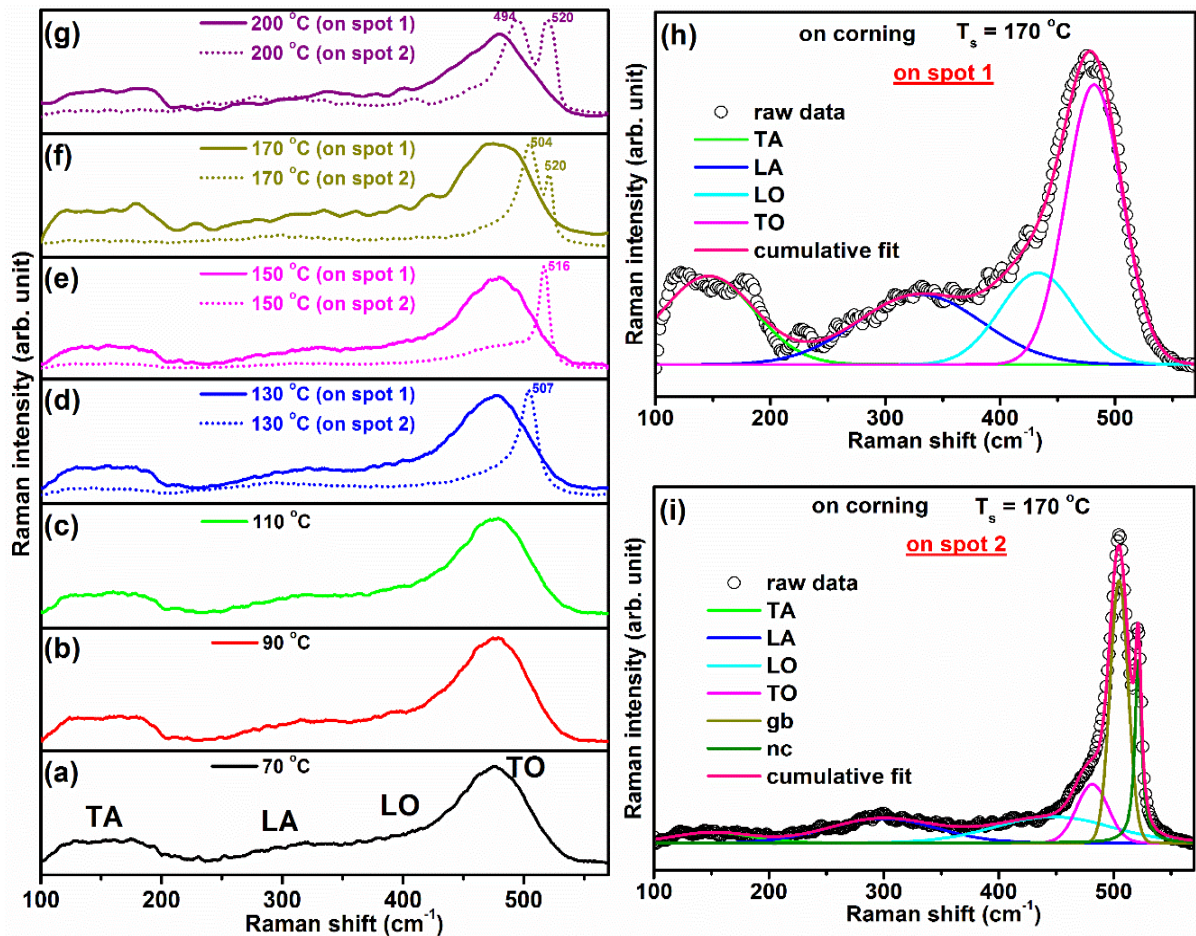 Raman intensity (arb. unit)
(g)
200 °C (on spot 1)
200 °C (on spot 2)
494
520
(f)
170 °C (on spot 1)
170 °C (on spot 2)
504
520
(e)
150 °C (on spot 1)
150 °C (on spot 2)
516
(d)
130 °C (on spot 1)
130 °C (on spot 2)
507
(c)
110 °C
(b)
90 °C
(a)
70 °C
TA
LA
LO
TO
100 200 300 400 500
Raman shift (cm⁻¹)
Raman intensity (arb. unit)
(h)
on corning Tₛ = 170 °C
on spot 1
raw data
TA
LA
LO
TO
cumulative fit
100 200 300 400 500
Raman shift (cm⁻¹)
Raman intensity (arb. unit)
(i)
on corning Tₛ = 170 °C
on spot 2
raw data
TA
LA
LO
TO
gb
nc
cumulative fit
100 200 300 400 500
Raman shift (cm⁻¹)